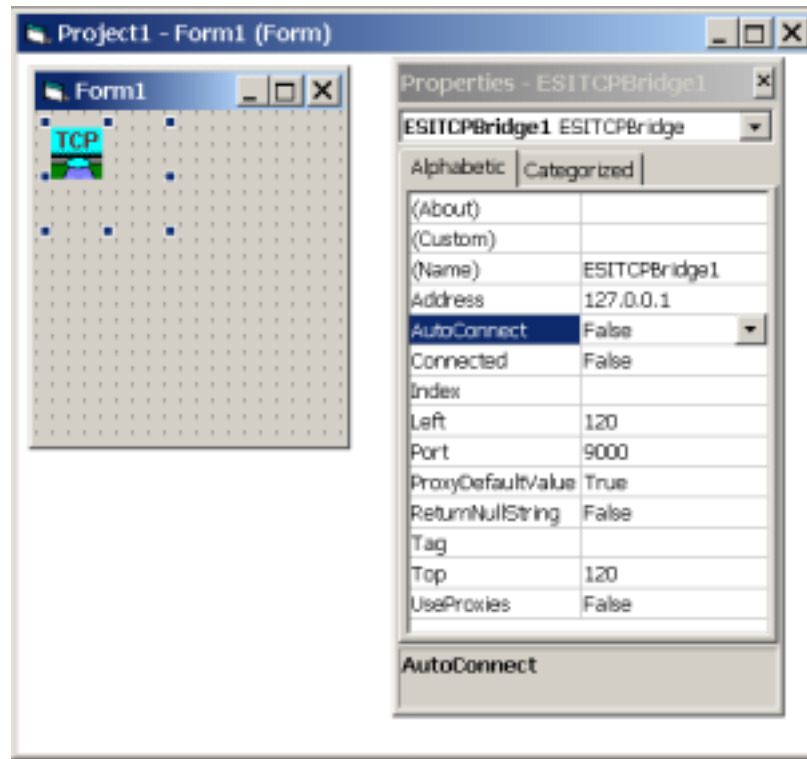 Project1 - Form1 (Form)
Form1
TCP
Properties - ESITCPBridge1
ESITCPBridge1 ESITCPBridge
Alphabetic Categorized
(About)
(Custom)
(Name) ESITCPBridge1
Address 127.0.0.1
AutoConnect False
Connected False
Index
Left 120
Port 9000
ProxyDefaultValue True
ReturnNullString False
Tag
Top 120
UseProxies False
AutoConnect